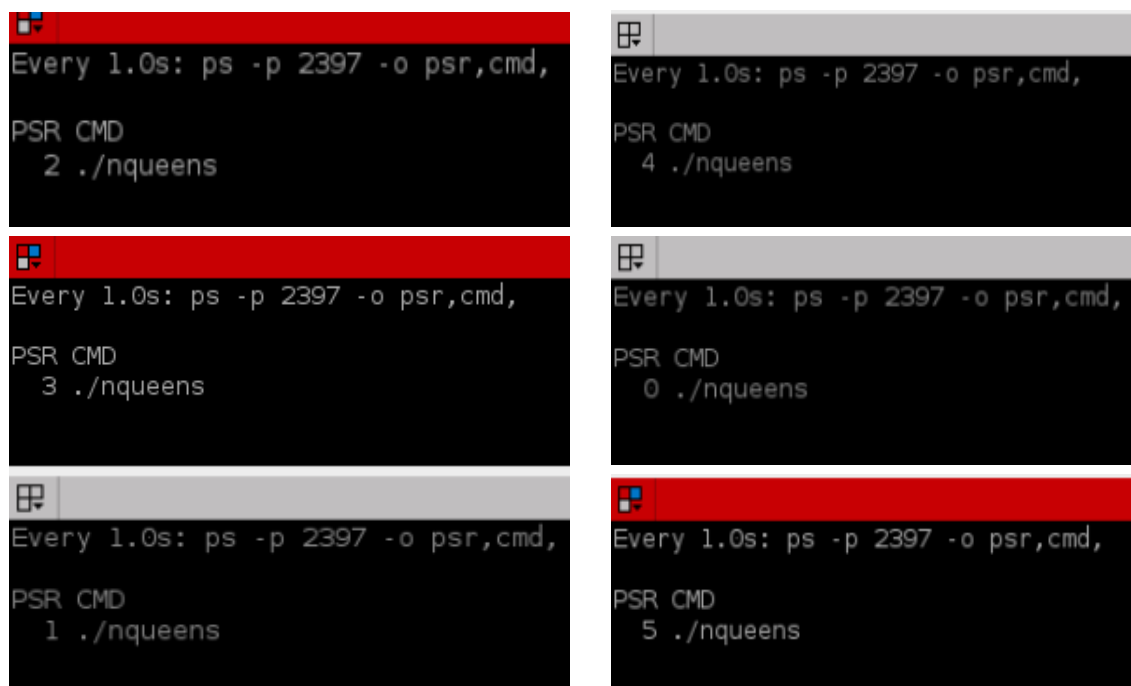 Every 1.0s: ps -p 2397 -o psr,cmd,
PSR CMD
2 ./nqueens
Every 1.0s: ps -p 2397 -o psr,cmd,
PSR CMD
4 ./nqueens
Every 1.0s: ps -p 2397 -o psr,cmd,
PSR CMD
3 ./nqueens
Every 1.0s: ps -p 2397 -o psr,cmd,
PSR CMD
0 ./nqueens
Every 1.0s: ps -p 2397 -o psr,cmd,
PSR CMD
1 ./nqueens
Every 1.0s: ps -p 2397 -o psr,cmd,
PSR CMD
5 ./nqueens